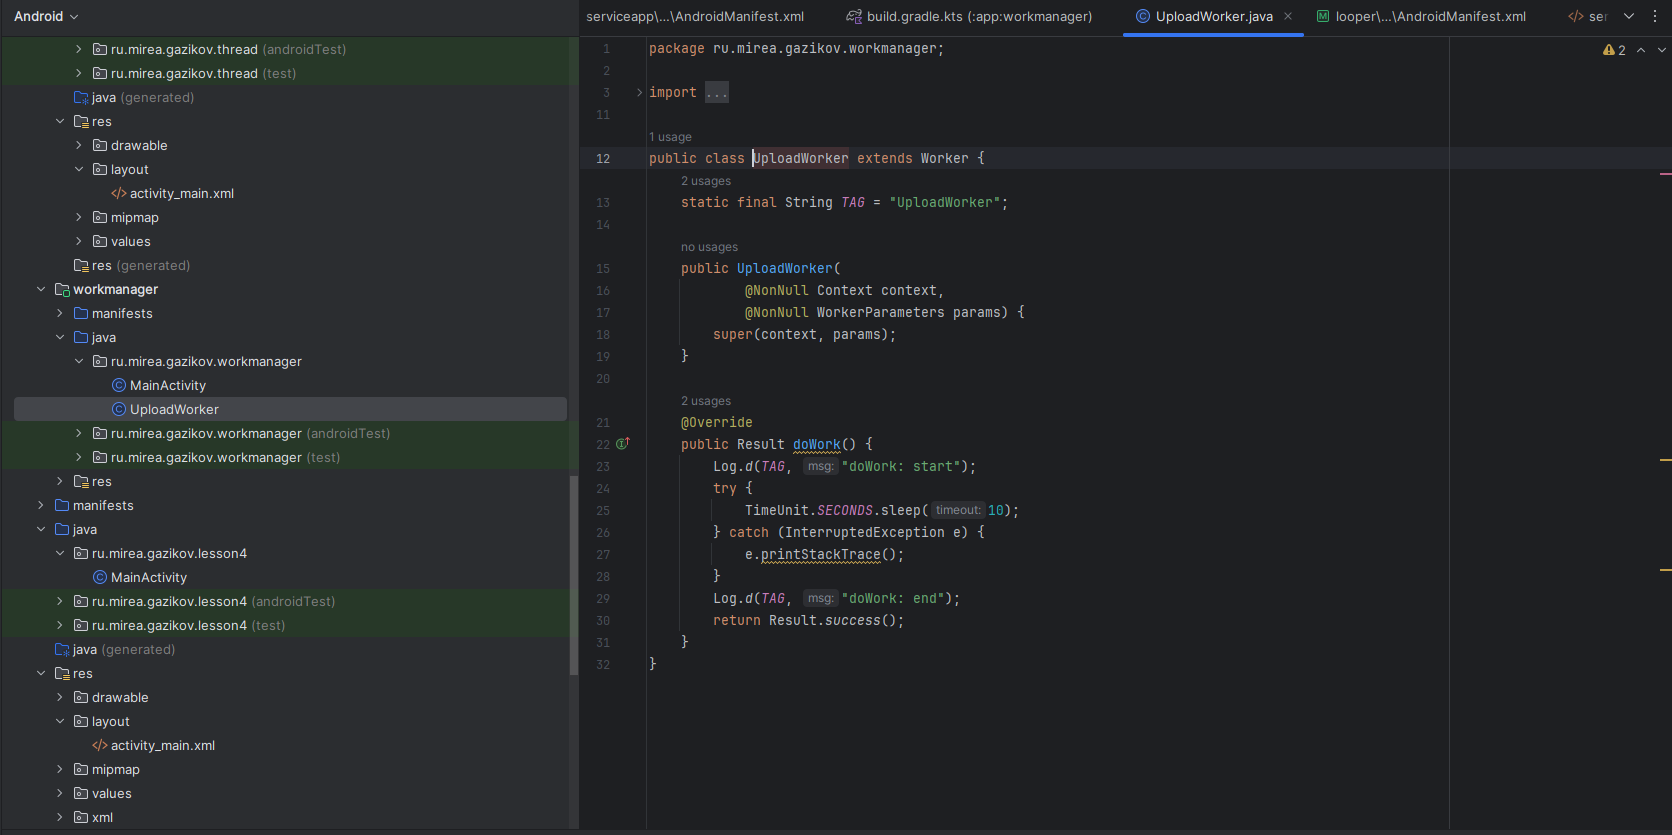 Android
serviceapp\...\AndroidManifest.xml
build.gradle.kts (:app:workmanager)
UploadWorker.java
looper\...\AndroidManifest.xml
ser
ru.mirea.gazikov.thread (androidTest)
ru.mirea.gazikov.thread (test)
java (generated)
res
drawable
layout
activity_main.xml
mipmap
values
res (generated)
workmanager
manifests
java
ru.mirea.gazikov.workmanager
MainActivity
UploadWorker
ru.mirea.gazikov.workmanager (androidTest)
ru.mirea.gazikov.workmanager (test)
res
manifests
java
ru.mirea.gazikov.lesson4
MainActivity
ru.mirea.gazikov.lesson4 (androidTest)
ru.mirea.gazikov.lesson4 (test)
java (generated)
res
drawable
layout
activity_main.xml
mipmap
values
xml
2
1 package ru.mirea.gazikov.workmanager;
2
3 import ...
11
1 usage
12 public class UploadWorker extends Worker {
2 usages
13 static final String TAG = "UploadWorker";
14
no usages
15 public UploadWorker(
16 @NonNull Context context,
17 @NonNull WorkerParameters params) {
18 super(context, params);
19 }
20
2 usages
21 @Override
22 public Result doWork() {
23 Log.d(TAG, msg: "doWork: start");
24 try {
25 TimeUnit.SECONDS.sleep( timeout: 10);
26 } catch (InterruptedException e) {
27 e.printStackTrace();
28 }
29 Log.d(TAG, msg: "doWork: end");
30 return Result.success();
31 }
32 }